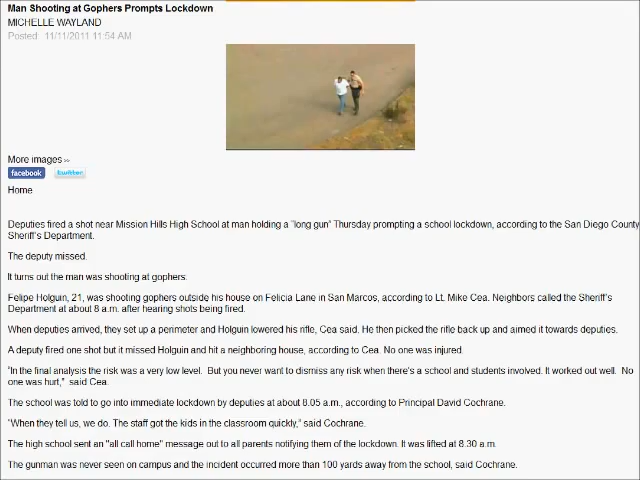 Man Shooting at Gophers Prompts Lockdown
MICHELLE WAYLAND
Posted 11/11/2011 11:54 AM
More images >>
facebook twitter
Home
Deputies fired a shot near Mission Hills High School at man holding a "long gun" Thursday prompting a school lockdown, according to the San Diego County
Sheriff's Department.
The deputy missed.
It turns out the man was shooting at gophers.
Felipe Holguin, 21, was shooting gophers outside his house on Felicia Lane in San Marcos, according to Lt. Mike Cea. Neighbors called the Sheriff's
Department at about 8 a.m. after hearing shots being fired.
When deputies arrived, they set up a perimeter and Holguin lowered his rifle, Cea said. He then picked the rifle back up and aimed it towards deputies.
A deputy fired one shot but it missed Holguin and hit a neighboring house, according to Cea. No one was injured.
"In the final analysis the risk was a very low level. But you never want to dismiss any risk when there's a school and students involved. It worked out well. No
one was hurt," said Cea.
The school was told to go into immediate lockdown by deputies at about 8.05 a.m., according to Principal David Cochrane.
"When they tell us, we do. The staff got the kids in the classroom quickly," said Cochrane.
The high school sent an "all call home" message out to all parents notifying them of the lockdown. It was lifted at 8.30 a.m.
The gunman was never seen on campus and the incident occurred more than 100 yards away from the school, said Cochrane.